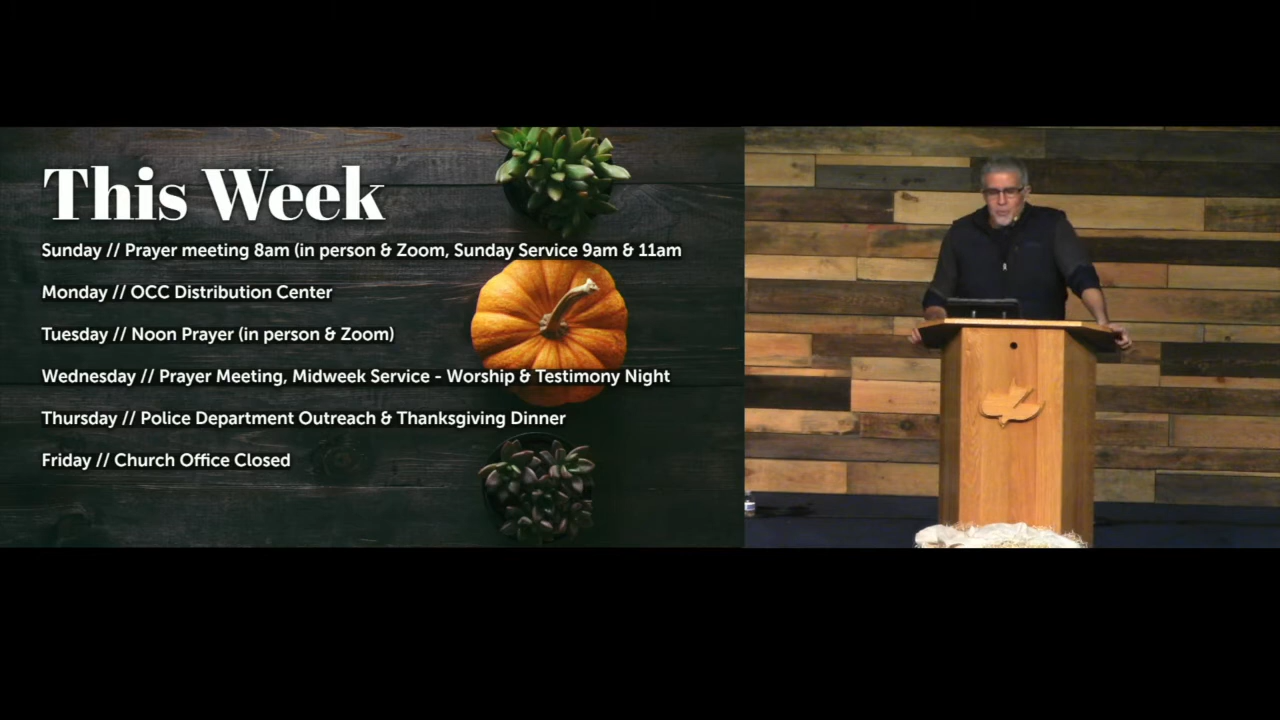 This Week
Sunday // Prayer meeting 8am (in person & Zoom, Sunday Service 9am & 11am
Monday // OCC Distribution Center
Tuesday // Noon Prayer (in person & Zoom)
Wednesday // Prayer Meeting, Midweek Service - Worship & Testimony Night
Thursday // Police Department Outreach & Thanksgiving Dinner
Friday // Church Office Closed